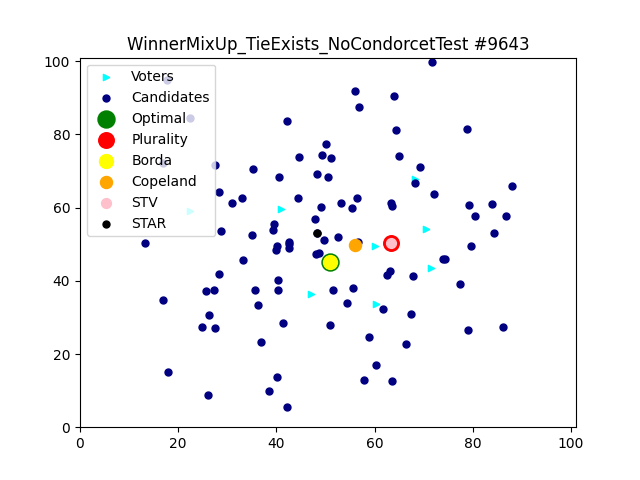 WinnerMixUp_TieExists_NoCondorcetTest #9643
100
80
60
40
20
0
0 20 40 60 80 100
Voters
Candidates
Optimal
Plurality
Borda
Copeland
STV
STAR